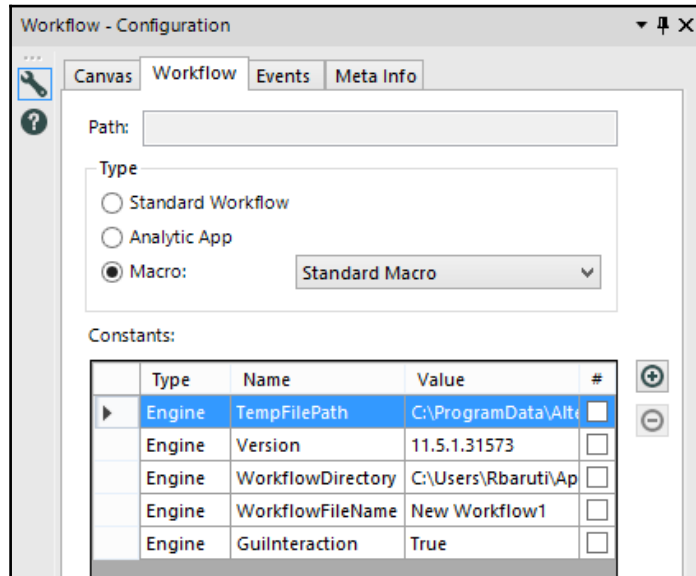 Workflow - Configuration
Canvas Workflow Events Meta Info
Path:
Type
Standard Workflow
Analytic App
Macro: Standard Macro
Constants:
Type Name Value #
Engine TempFilePath C:\ProgramData\Alte
Engine Version 11.5.1.31573
Engine WorkflowDirectory C:\Users\Rbaruti\Ap
Engine WorkflowFileName New Workflow1
Engine GuiInteraction True